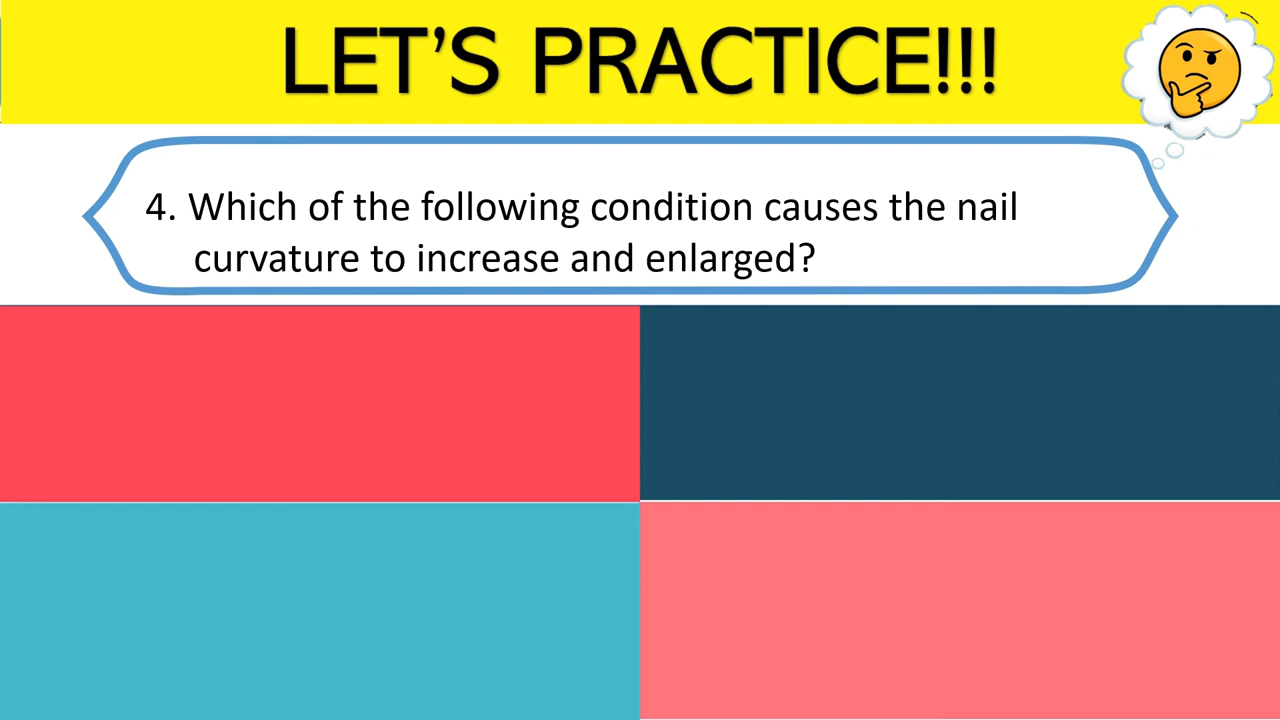 LET’S PRACTICE!!!
4. Which of the following condition causes the nail
curvature to increase and enlarged?